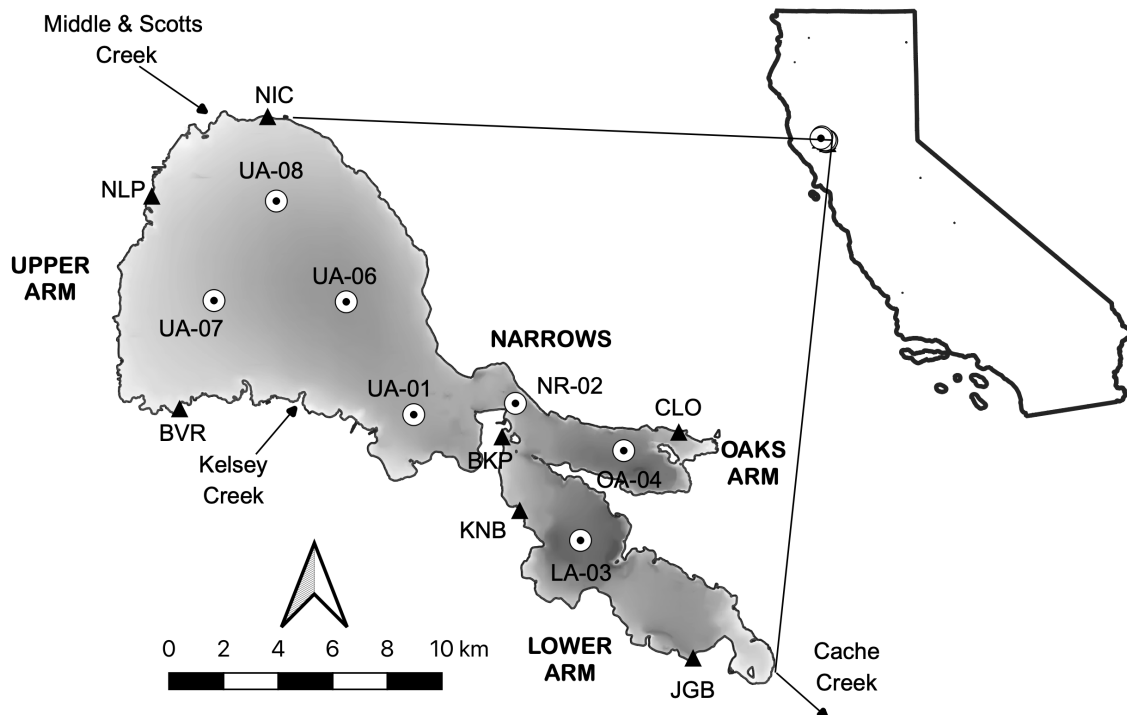 Middle & Scotts
Creek
NIC
UA-08
NLP
UPPER
ARM
UA-06
UA-07
NARROWS
UA-01
NR-02
CLO
BVR
BKP
OAKS
ARM
Kelsey
Creek
OA-04
KNB
LA-03
0 2 4 6 8 10 km
LOWER
ARM
JGB
Cache
Creek